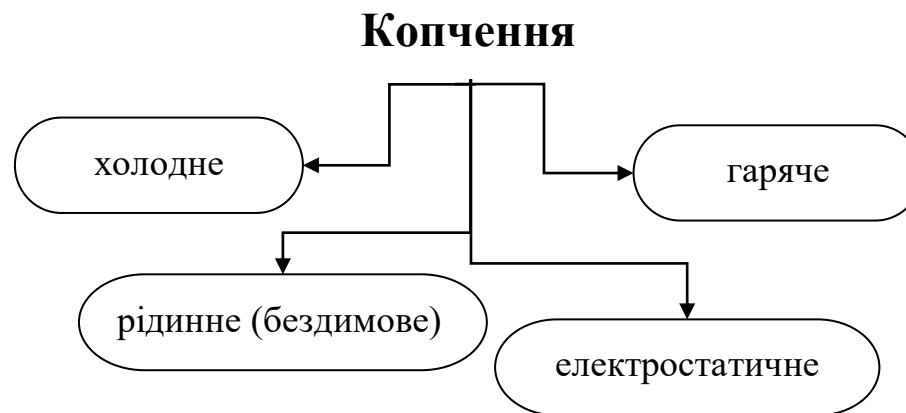 Копчення
холодне
гаряче
рідинне (бездимове)
електростатичне